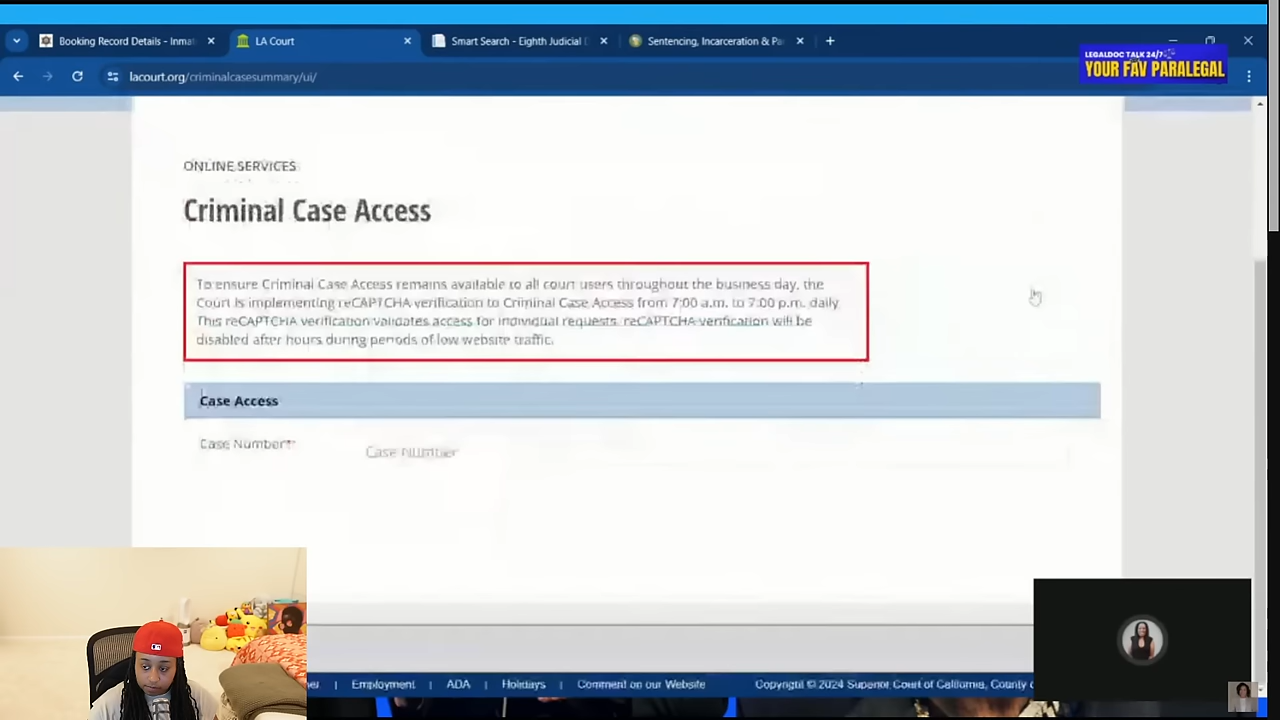 Booking Record Details - Inmat
LA Court
Smart Search - Eighth Judicial
Sentencing, Incarceration & Pa
lacourt.org/criminalcasesummary/ui/
LEGALDOC TALK 24/7
YOUR FAV PARALEGAL
ONLINE SERVICES
Criminal Case Access
To ensure Criminal Case Access remains available to all court users throughout the business day, the
Court is implementing reCAPTCHA verification to Criminal Case Access from 7:00 a.m. to 7:00 p.m. daily
This reCAPTCHA verification validates access for individual requests. reCAPTCHA verification will be
disabled after hours during periods of low website traffic.
Case Access
Case Number*
Case Number
| Employment | ADA | Holidays | Comment on our Website
Copyright © 2024 Superior Court of California, County